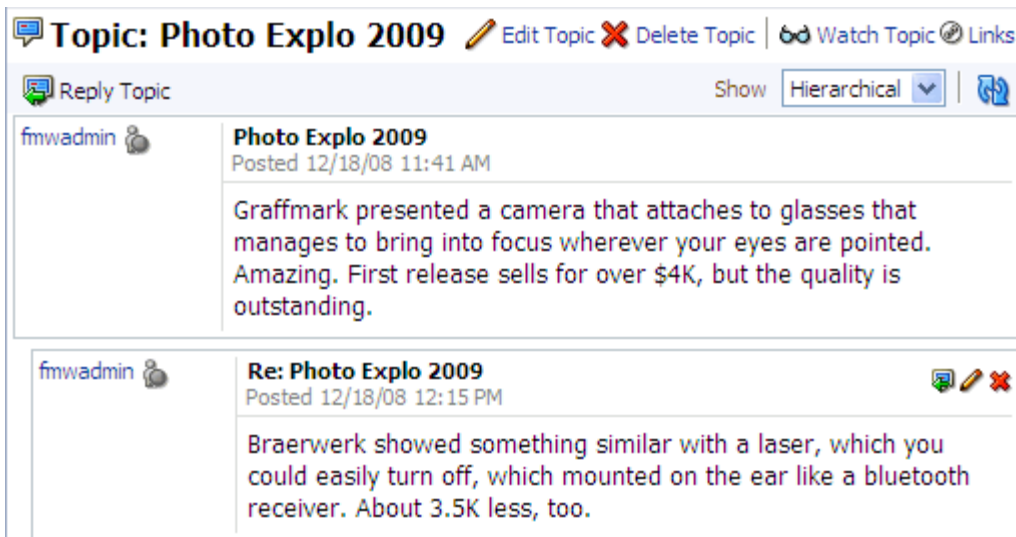 Topic: Photo Explo 2009 Edit Topic Delete Topic Watch Topic Links
Reply Topic Show Hierarchical
fmwadmin Photo Explo 2009
Posted 12/18/08 11:41 AM
Graffmark presented a camera that attaches to glasses that
manages to bring into focus wherever your eyes are pointed.
Amazing. First release sells for over $4K, but the quality is
outstanding.
fmwadmin Re: Photo Explo 2009
Posted 12/18/08 12:15 PM
Braerwerk showed something similar with a laser, which you
could easily turn off, which mounted on the ear like a bluetooth
receiver. About 3.5K less, too.